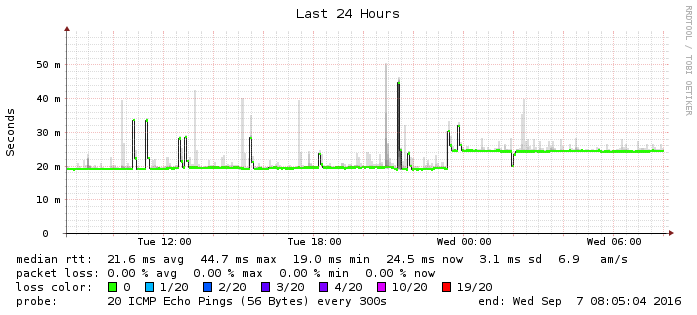 Last 24 Hours
RRDTOOL / TOBI OETIKER
Seconds
50 m
40 m
30 m
20 m
10 m
0
Tue 12:00 Tue 18:00 Wed 00:00 Wed 06:00
median rtt: 21.6 ms avg 44.7 ms max 19.0 ms min 24.5 ms now 3.1 ms sd 6.9 am/s
packet loss: 0.00 % avg 0.00 % max 0.00 % min 0.00 % now
loss color: 0 1/20 2/20 3/20 4/20 10/20 19/20
probe: 20 ICMP Echo Pings (56 Bytes) every 300s end: Wed Sep 7 08:05:04 2016